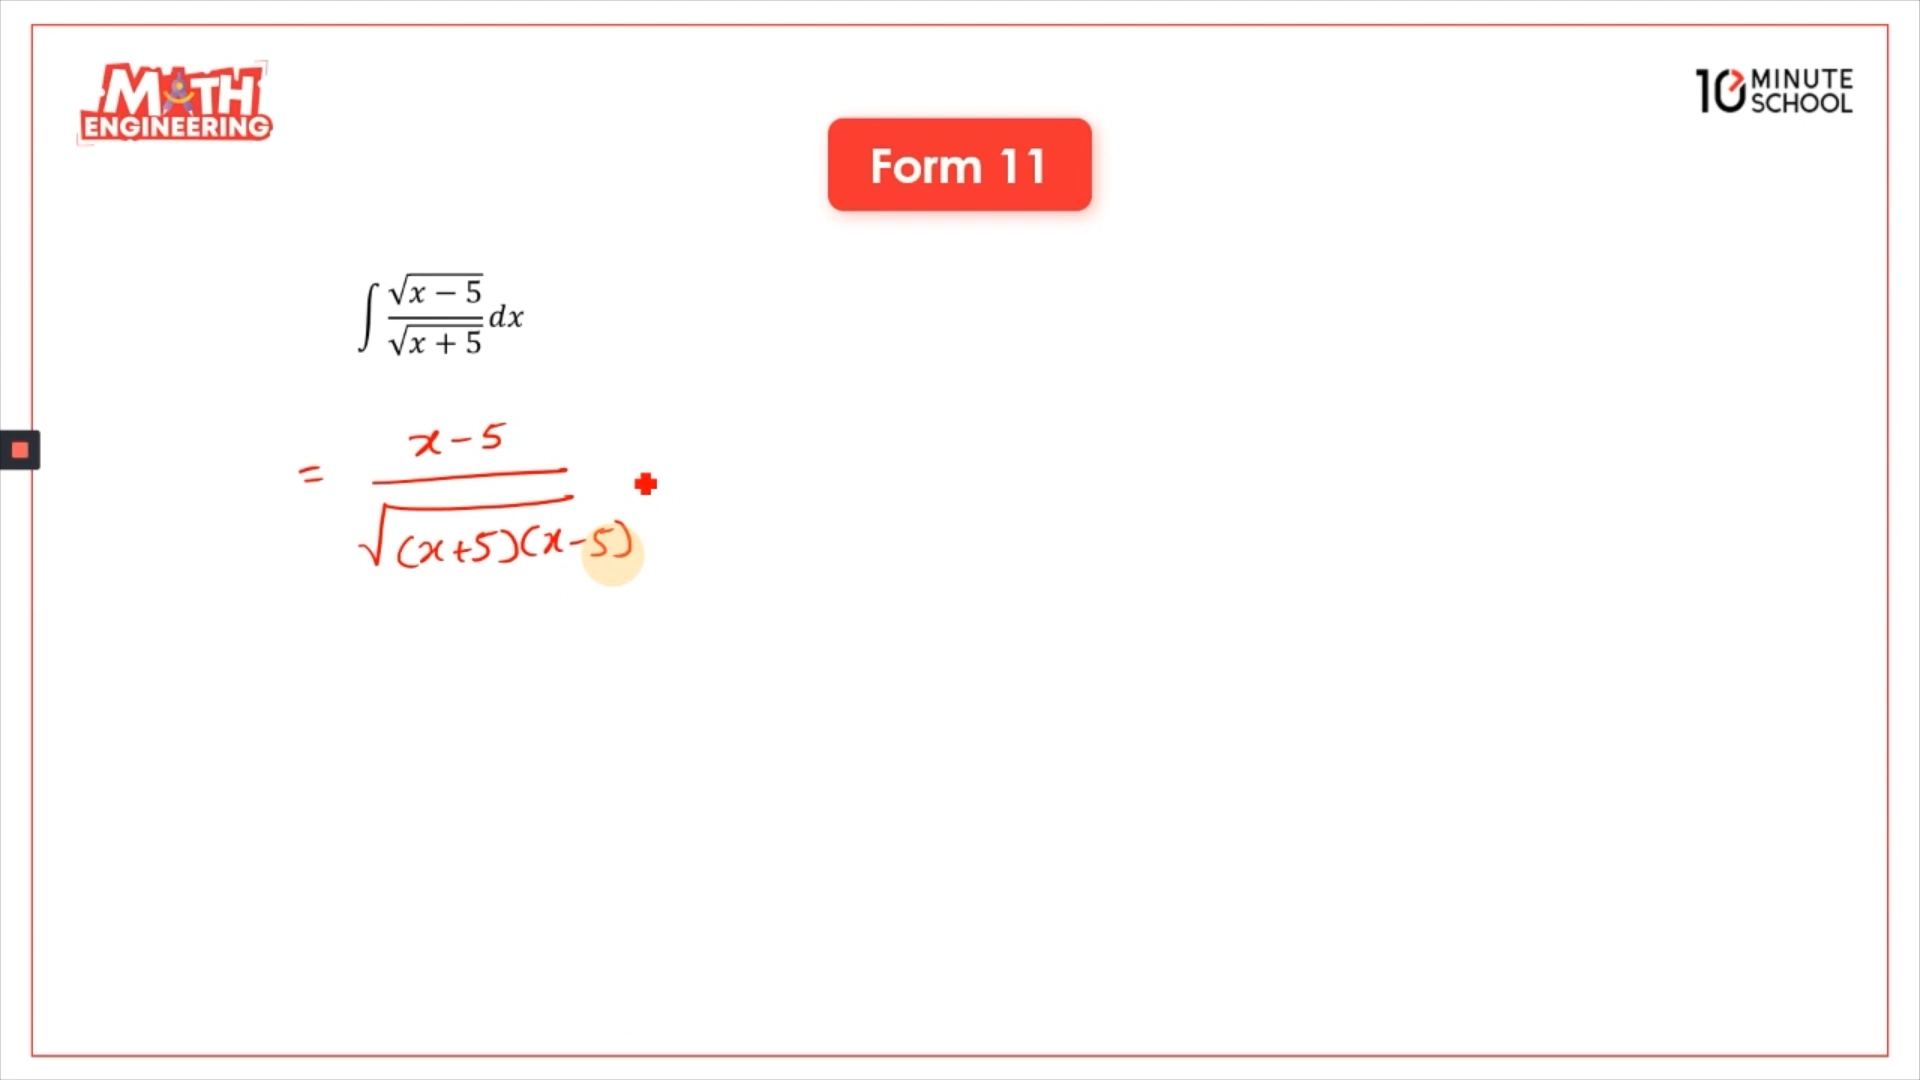 MATH
ENGINEERING
10 MINUTE
SCHOOL
Form 11
∫ √(x − 5) / √(x + 5) dx
= x − 5 / √(x+5)(x−5)